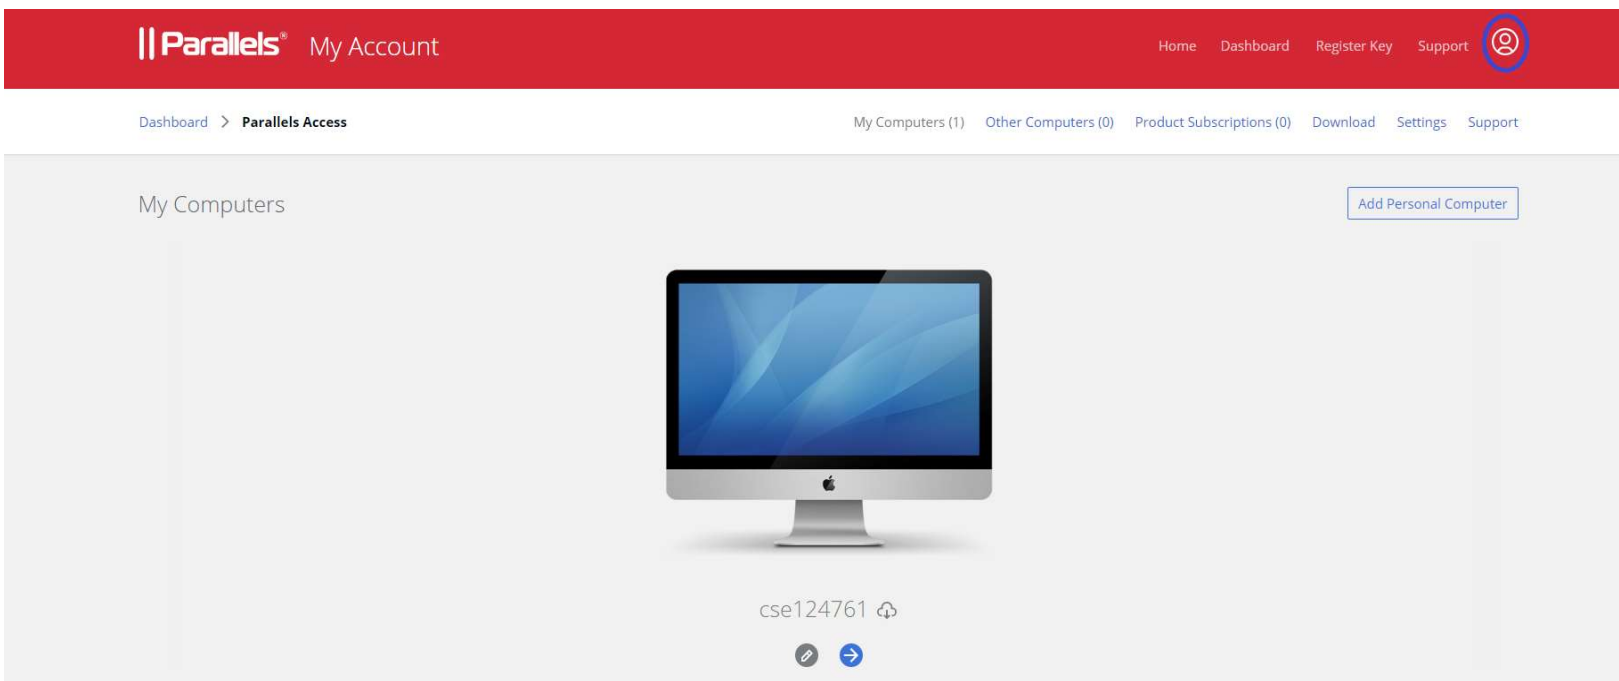 Parallels® My Account
Home Dashboard Register Key Support
Dashboard > Parallels Access
My Computers (1) Other Computers (0) Product Subscriptions (0) Download Settings Support
My Computers
Add Personal Computer
cse124761